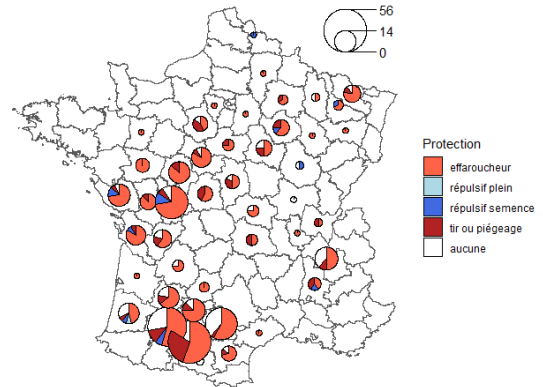 56
14
0
Protection
effaroucheur
répulsif plein
répulsif semence
tir ou piégeage
aucune